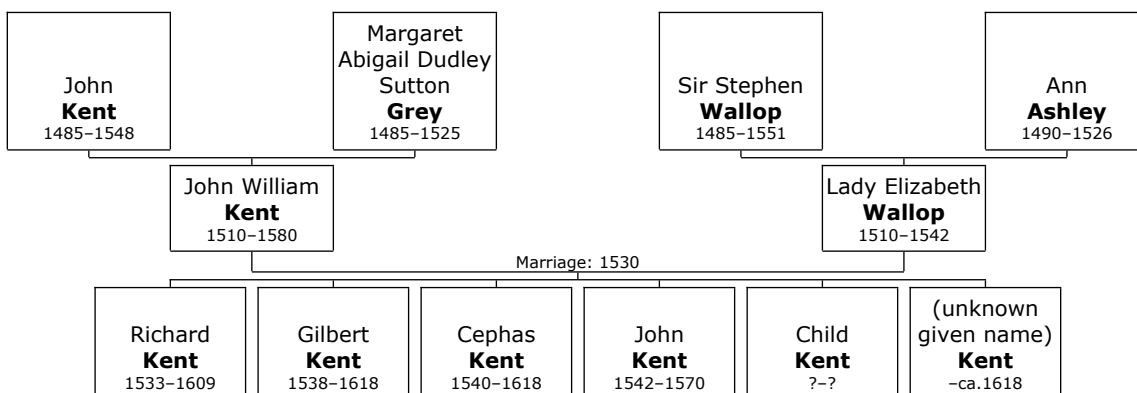 John
Kent
1485–1548
Margaret
Abigail Dudley
Sutton
Grey
1485–1525
Sir Stephen
Wallop
1485–1551
Ann
Ashley
1490–1526
John William
Kent
1510–1580
Lady Elizabeth
Wallop
1510–1542
Marriage: 1530
Richard
Kent
1533–1609
Gilbert
Kent
1538–1618
Cephas
Kent
1540–1618
John
Kent
1542–1570
Child
Kent
?–?
(unknown
given name)
Kent
–ca.1618